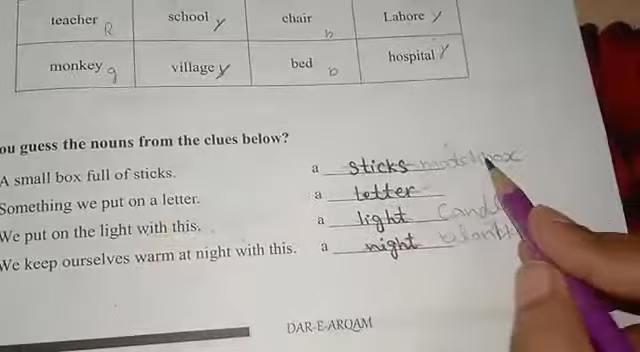 teacher R school y chair b Lahore y
monkey g village y bed b hospital y
ou guess the nouns from the clues below?
A small box full of sticks. a sticks
Something we put on a letter. a letter
We put on the light with this. a light
We keep ourselves warm at night with this. a night
DAR-E-ARQAM